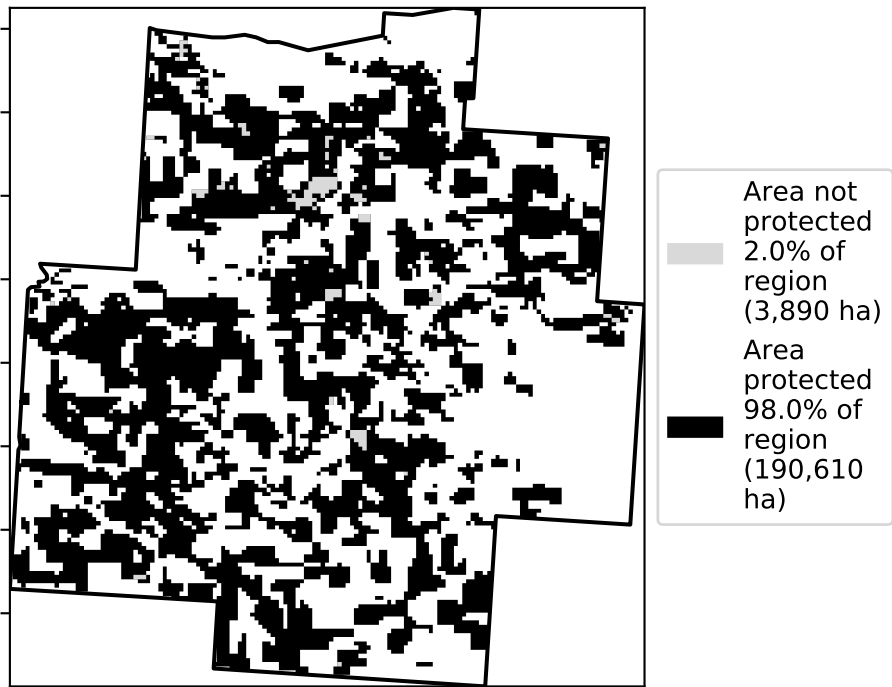 Area not
protected
2.0% of
region
(3,890 ha)
Area
protected
98.0% of
region
(190,610
ha)